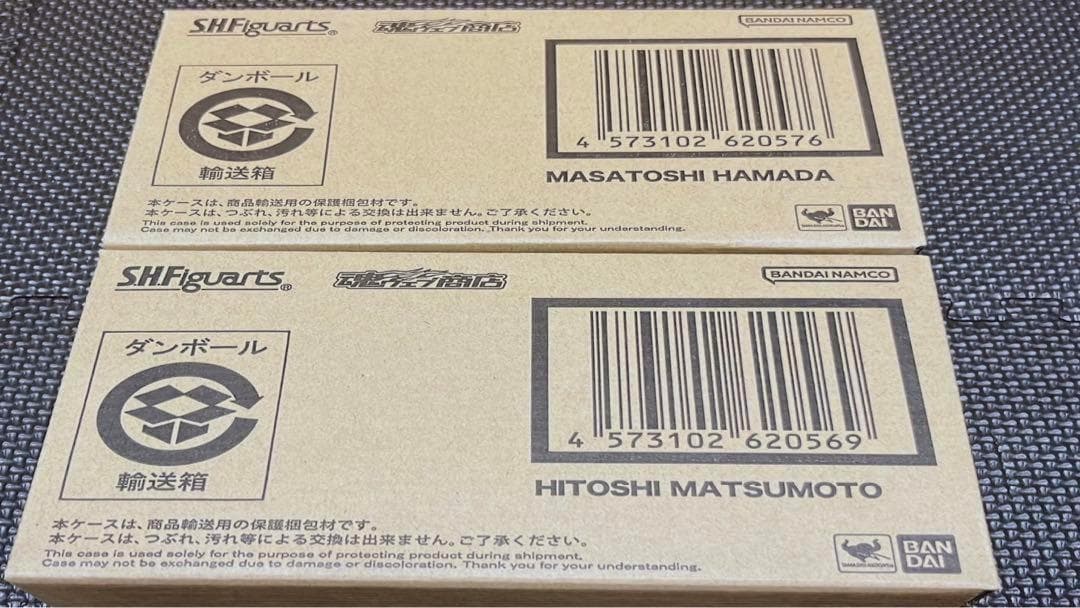 S.H.Figuarts® 魂ウェブ商店 BANDAI NAMCO
ダンボール
輸送箱
4 573102 620576
MASATOSHI HAMADA
本ケースは、商品輸送用の保護梱包材です。
本ケースは、つぶれ、汚れ等による交換は出来ません。ご了承ください。
This case is used solely for the purpose of protecting product during shipment.
Case may not be exchanged due to damage or discoloration. Thank you for your understanding.
BAN
DAI
S.H.Figuarts® 魂ウェブ商店 BANDAI NAMCO
ダンボール
輸送箱
4 573102 620569
HITOSHI MATSUMOTO
本ケースは、商品輸送用の保護梱包材です。
本ケースは、つぶれ、汚れ等による交換は出来ません。ご了承ください。
This case is used solely for the purpose of protecting product during shipment.
Case may not be exchanged due to damage or discoloration. Thank you for your understanding.
BAN
DAI